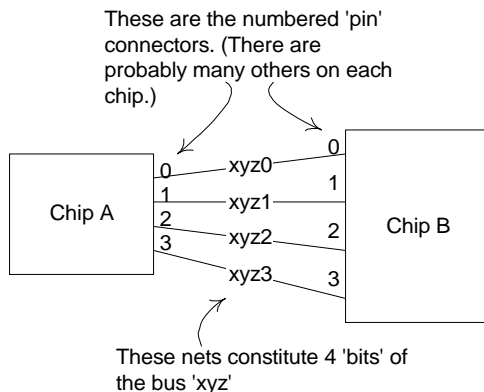 These are the numbered 'pin'
connectors. (There are
probably many others on each
chip.)
Chip A
0
1
2
3
xyz0
xyz1
xyz2
xyz3
0
1
2
3
Chip B
These nets constitute 4 'bits' of
the bus 'xyz'